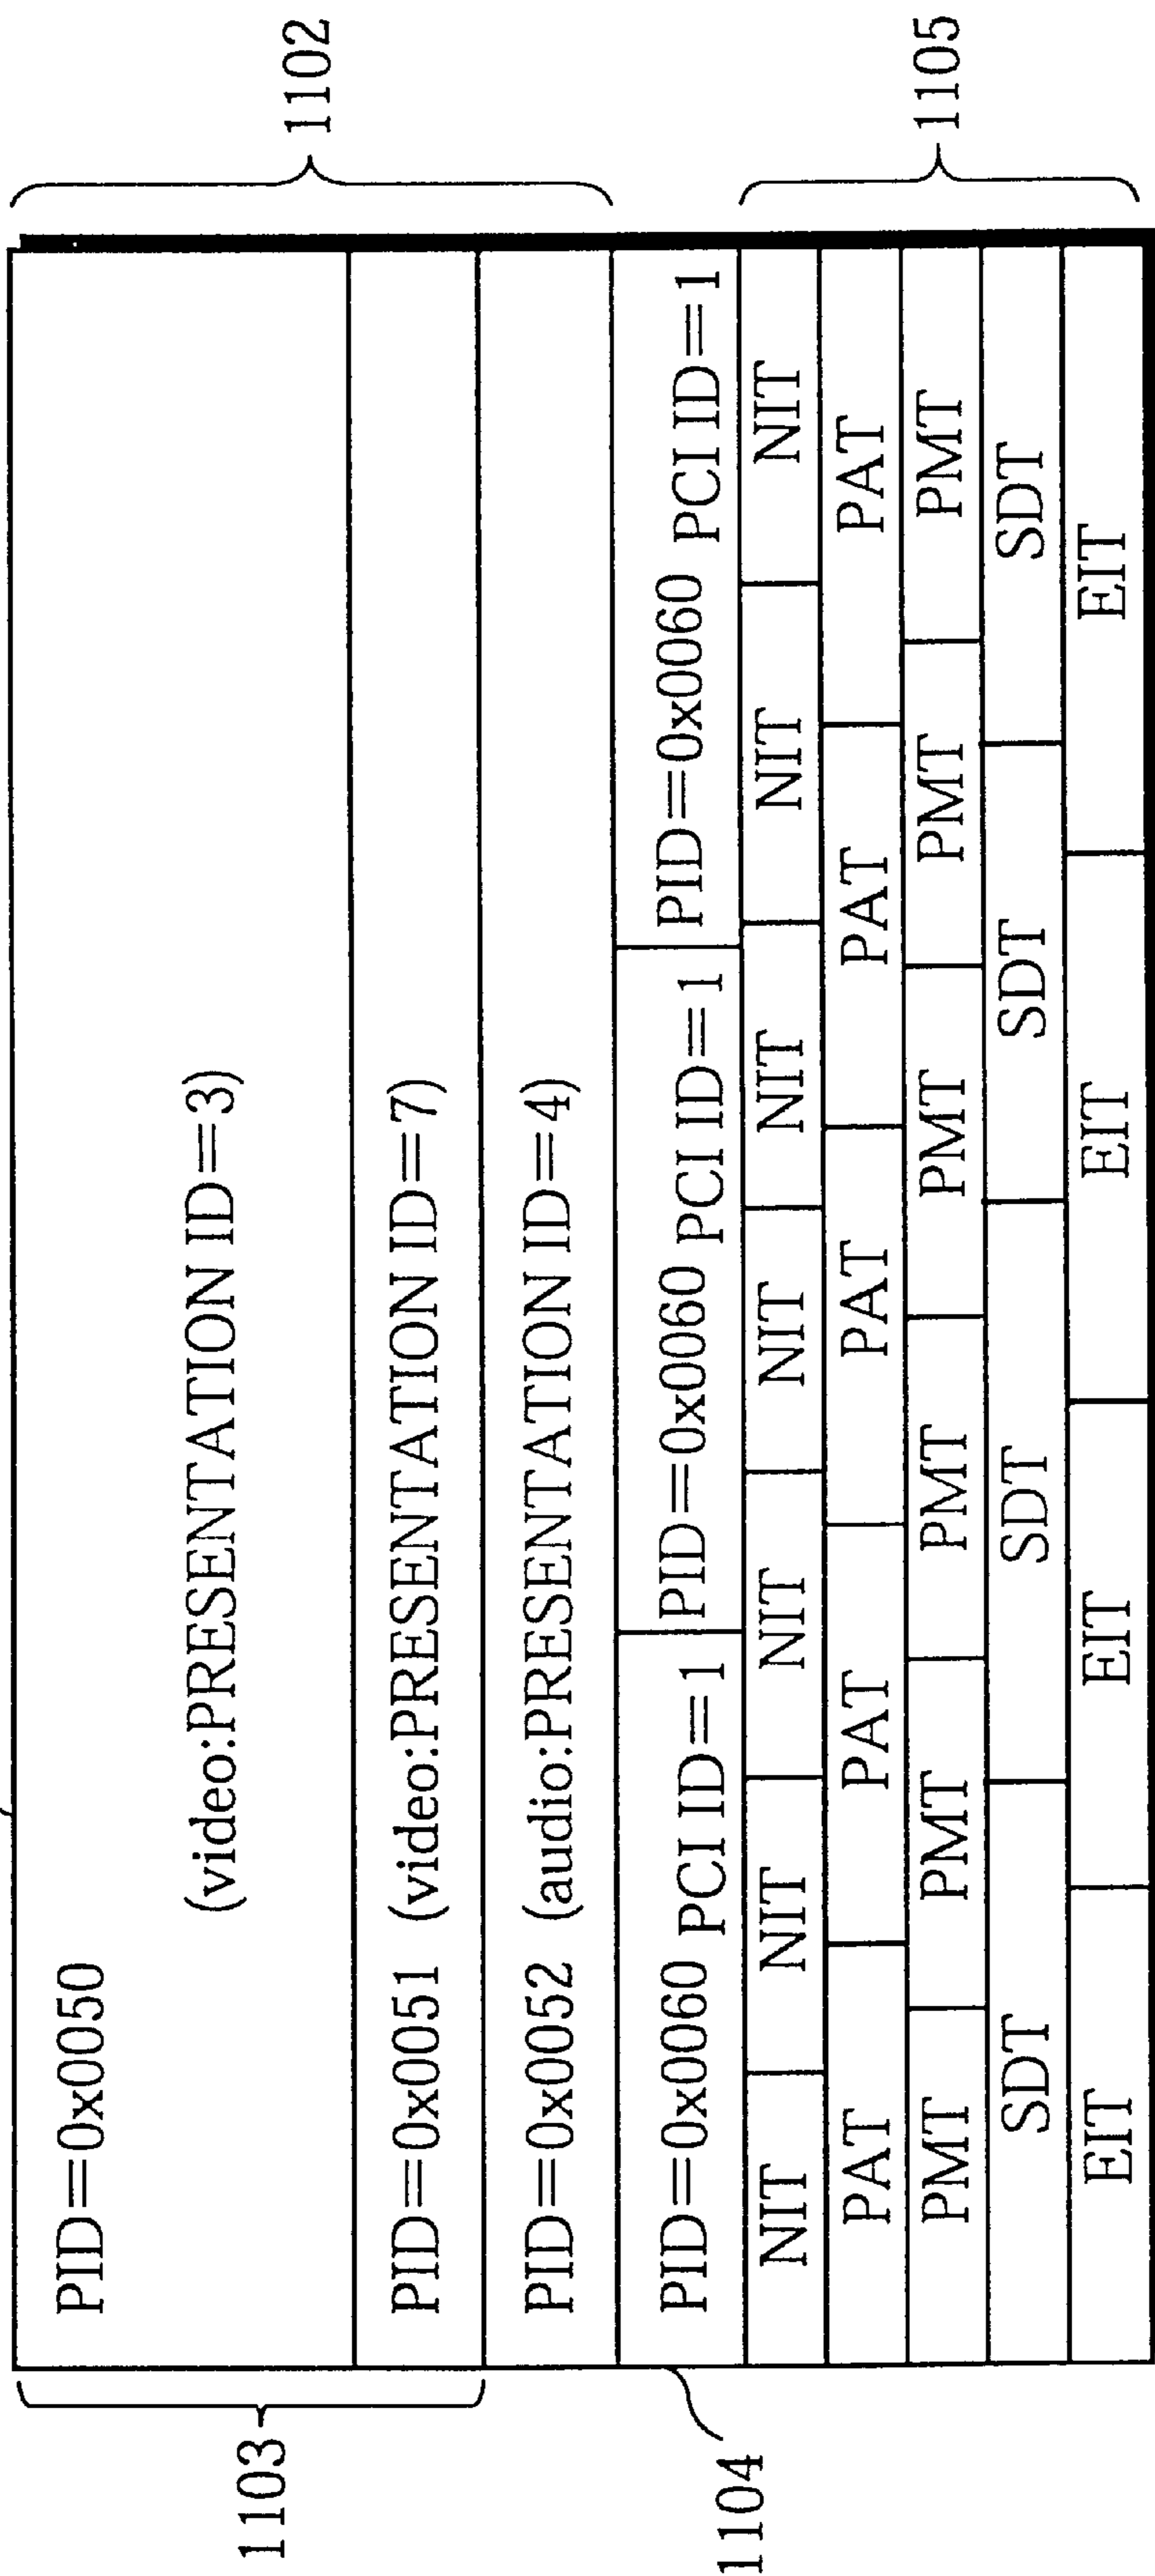 1102
1103
PID=0x0050
(video:PRESENTATION ID=3)
PID=0x0051 (video:PRESENTATION ID=7)
PID=0x0052 (audio:PRESENTATION ID=4)
1104
PID=0x0060 PCI ID=1 PID=0x0060 PCI ID=1 PID=0x0060 PCI ID=1
NIT NIT NIT NIT NIT NIT NIT
PAT PAT PAT PAT PAT
PMT PMT PMT PMT PMT PMT
SDT SDT SDT SDT
EIT EIT EIT EIT
1105